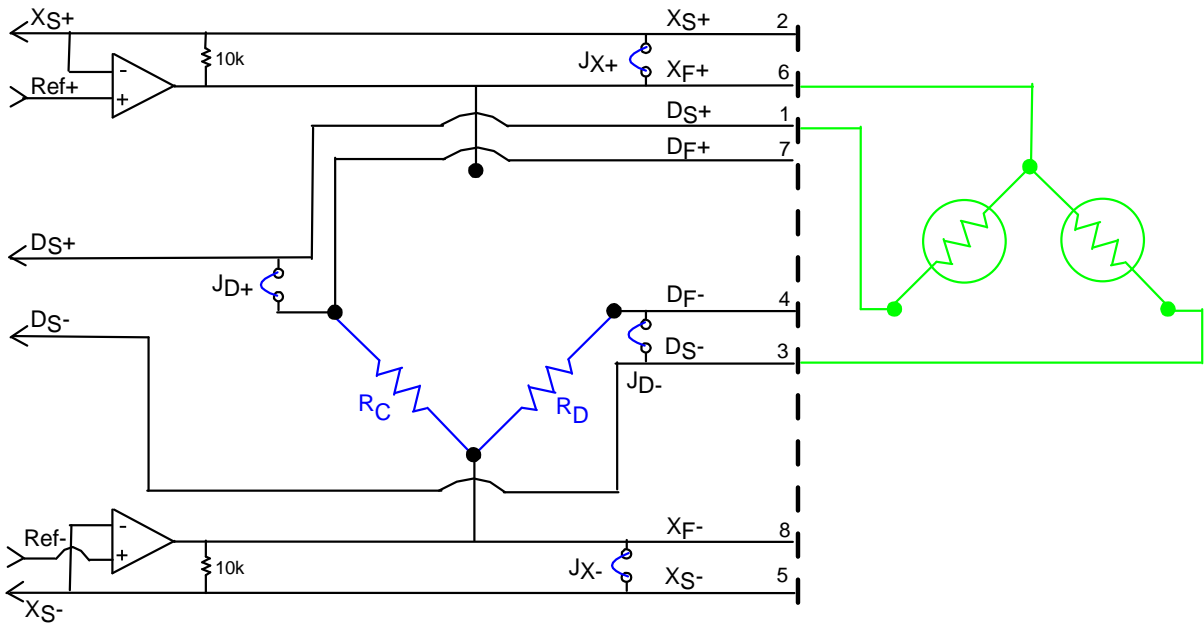 XS+
XS+
2
10k
JX+
-
XF+
6
Ref+
+
DS+
1
DF+
7
DS+
JD+
DF-
4
DS-
DS-
3
JD-
RC
RD
-
XF-
8
Ref-
+
10k
JX-
XS-
5
XS-